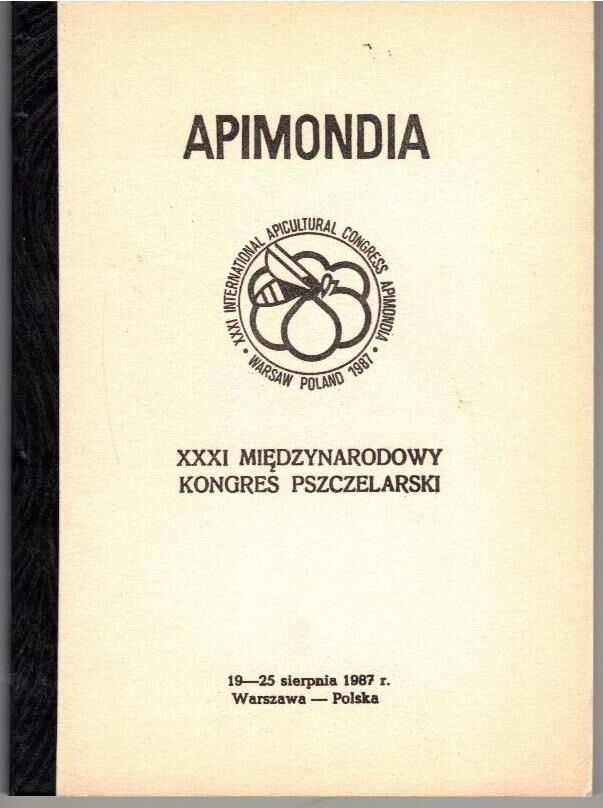 APIMONDIA
XXXI INTERNATIONAL APICULTURAL CONGRESS APIMONDIA
• WARSAW POLAND 1987 •
XXXI MIĘDZYNARODOWY
KONGRES PSZCZELARSKI
19—25 sierpnia 1987 r.
Warszawa — Polska